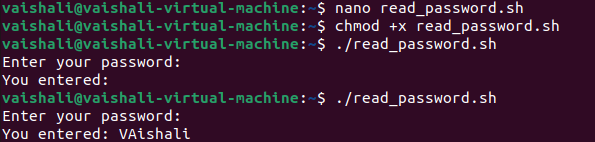 vaishali@vaishali-virtual-machine:~$ nano read_password.sh
vaishali@vaishali-virtual-machine:~$ chmod +x read_password.sh
vaishali@vaishali-virtual-machine:~$ ./read_password.sh
Enter your password:
You entered:
vaishali@vaishali-virtual-machine:~$ ./read_password.sh
Enter your password:
You entered: VAishali